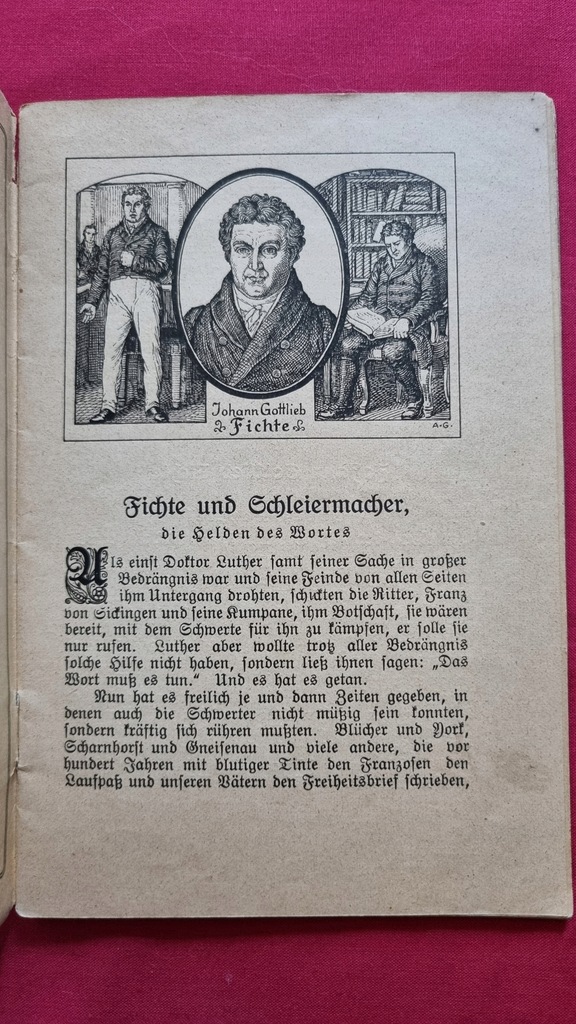 Johann Gottlieb
Fichte
A.G.
Fichte und Schleiermacher,
die Helden des Wortes
Als einst Doktor Luther samt seiner Sache in großer
Bedrängnis war und seine Feinde von allen Seiten
ihm Untergang drohten, schickten die Ritter, Franz
von Sickingen und seine Kumpane, ihm Botschaft, sie wären
bereit, mit dem Schwerte für ihn zu kämpfen, er solle sie
nur rufen. Luther aber wollte trotz aller Bedrängnis
solche Hilfe nicht haben, sondern ließ ihnen sagen: „Das
Wort muß es tun.“ Und es hat es getan.
Nun hat es freilich je und dann Zeiten gegeben, in
denen auch die Schwerter nicht müßig sein konnten,
sondern kräftig sich rühren mußten. Blücher und York,
Scharnhorst und Gneisenau und viele andere, die vor
hundert Jahren mit blutiger Tinte den Franzosen den
Laufpaß und unseren Vätern den Freiheitsbrief schrieben,